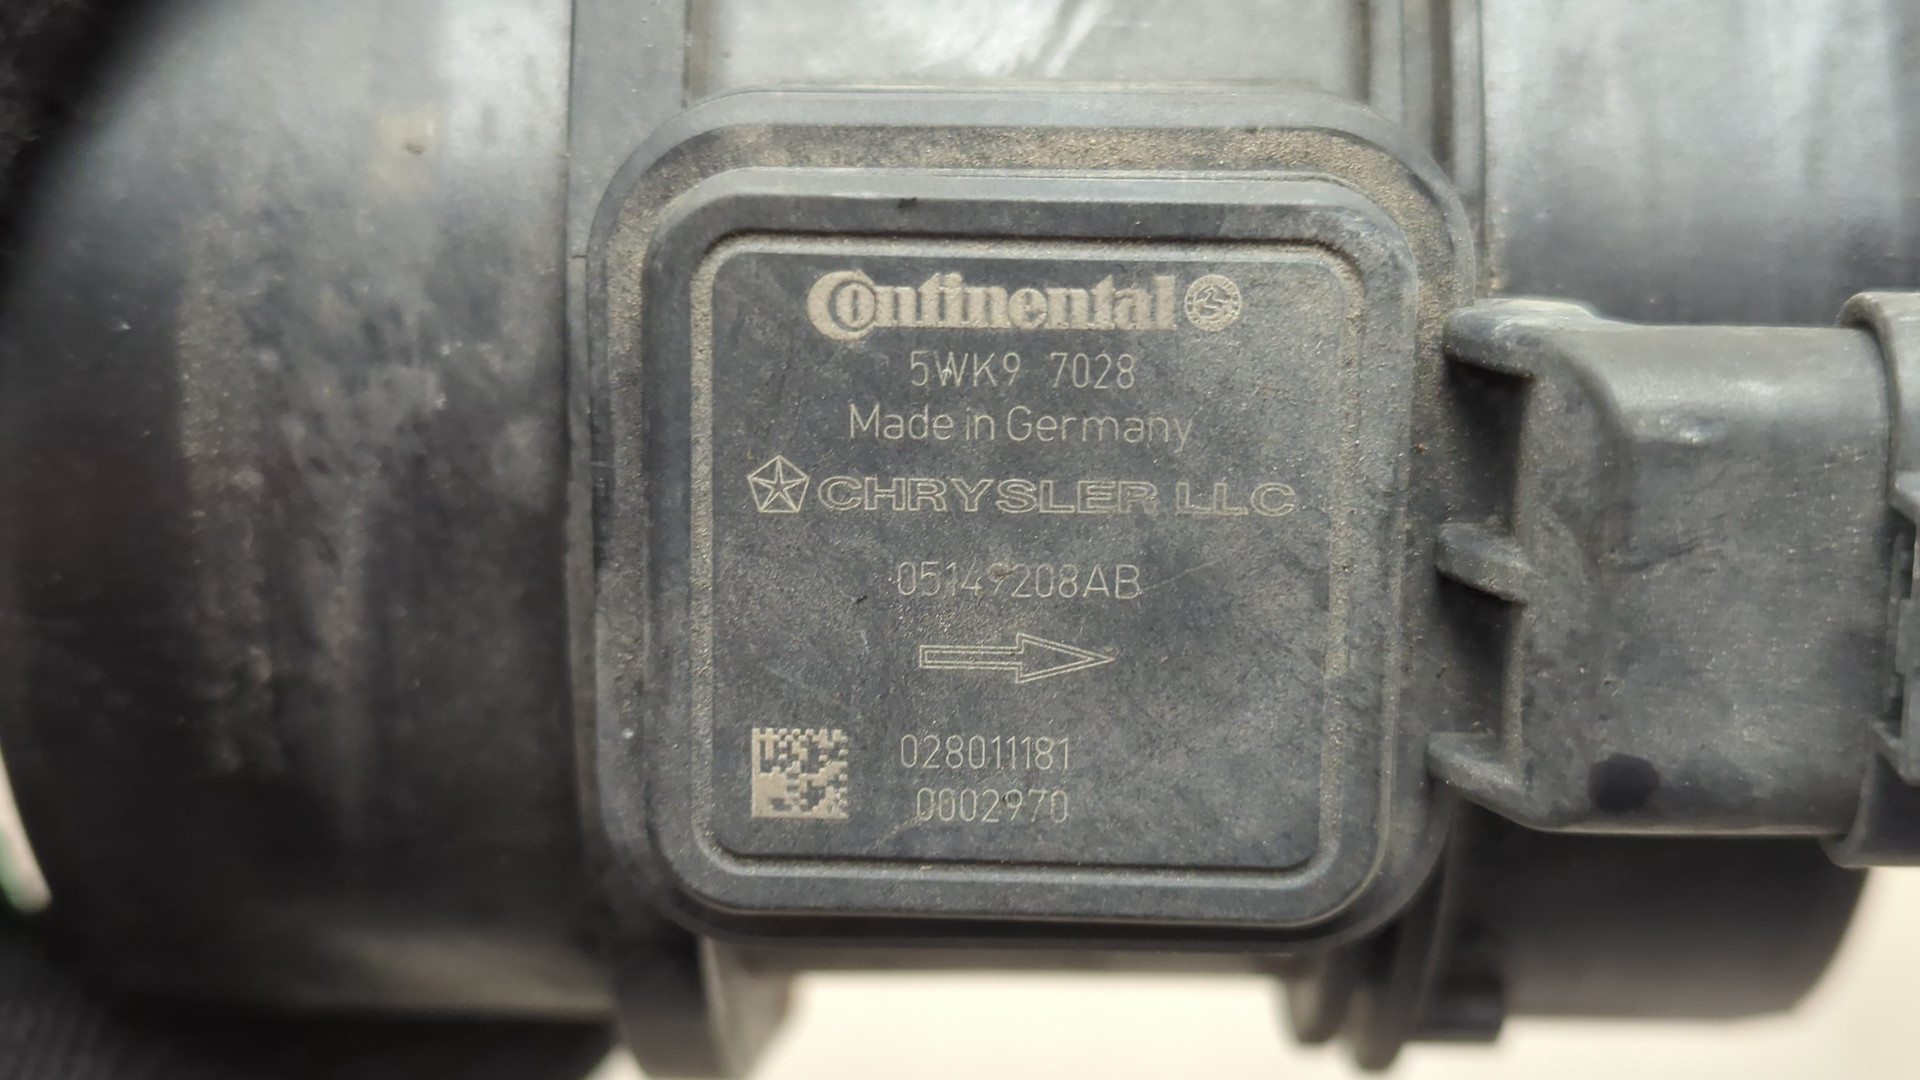 Continental
5WK9 7028
Made in Germany
CHRYSLER LLC
05149208AB
028011181
0002970